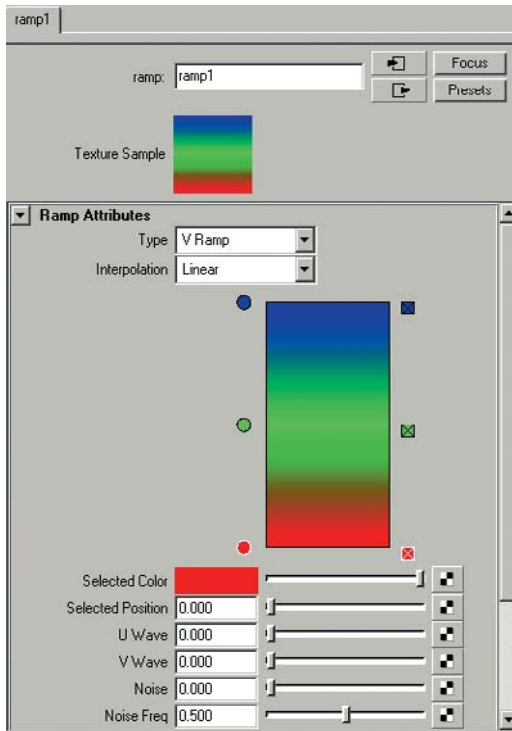 ramp1
ramp: ramp1
Focus
Presets
Texture Sample
Ramp Attributes
Type V Ramp
Interpolation Linear
Selected Color
Selected Position 0.000
U Wave 0.000
V Wave 0.000
Noise 0.000
Noise Freq 0.500